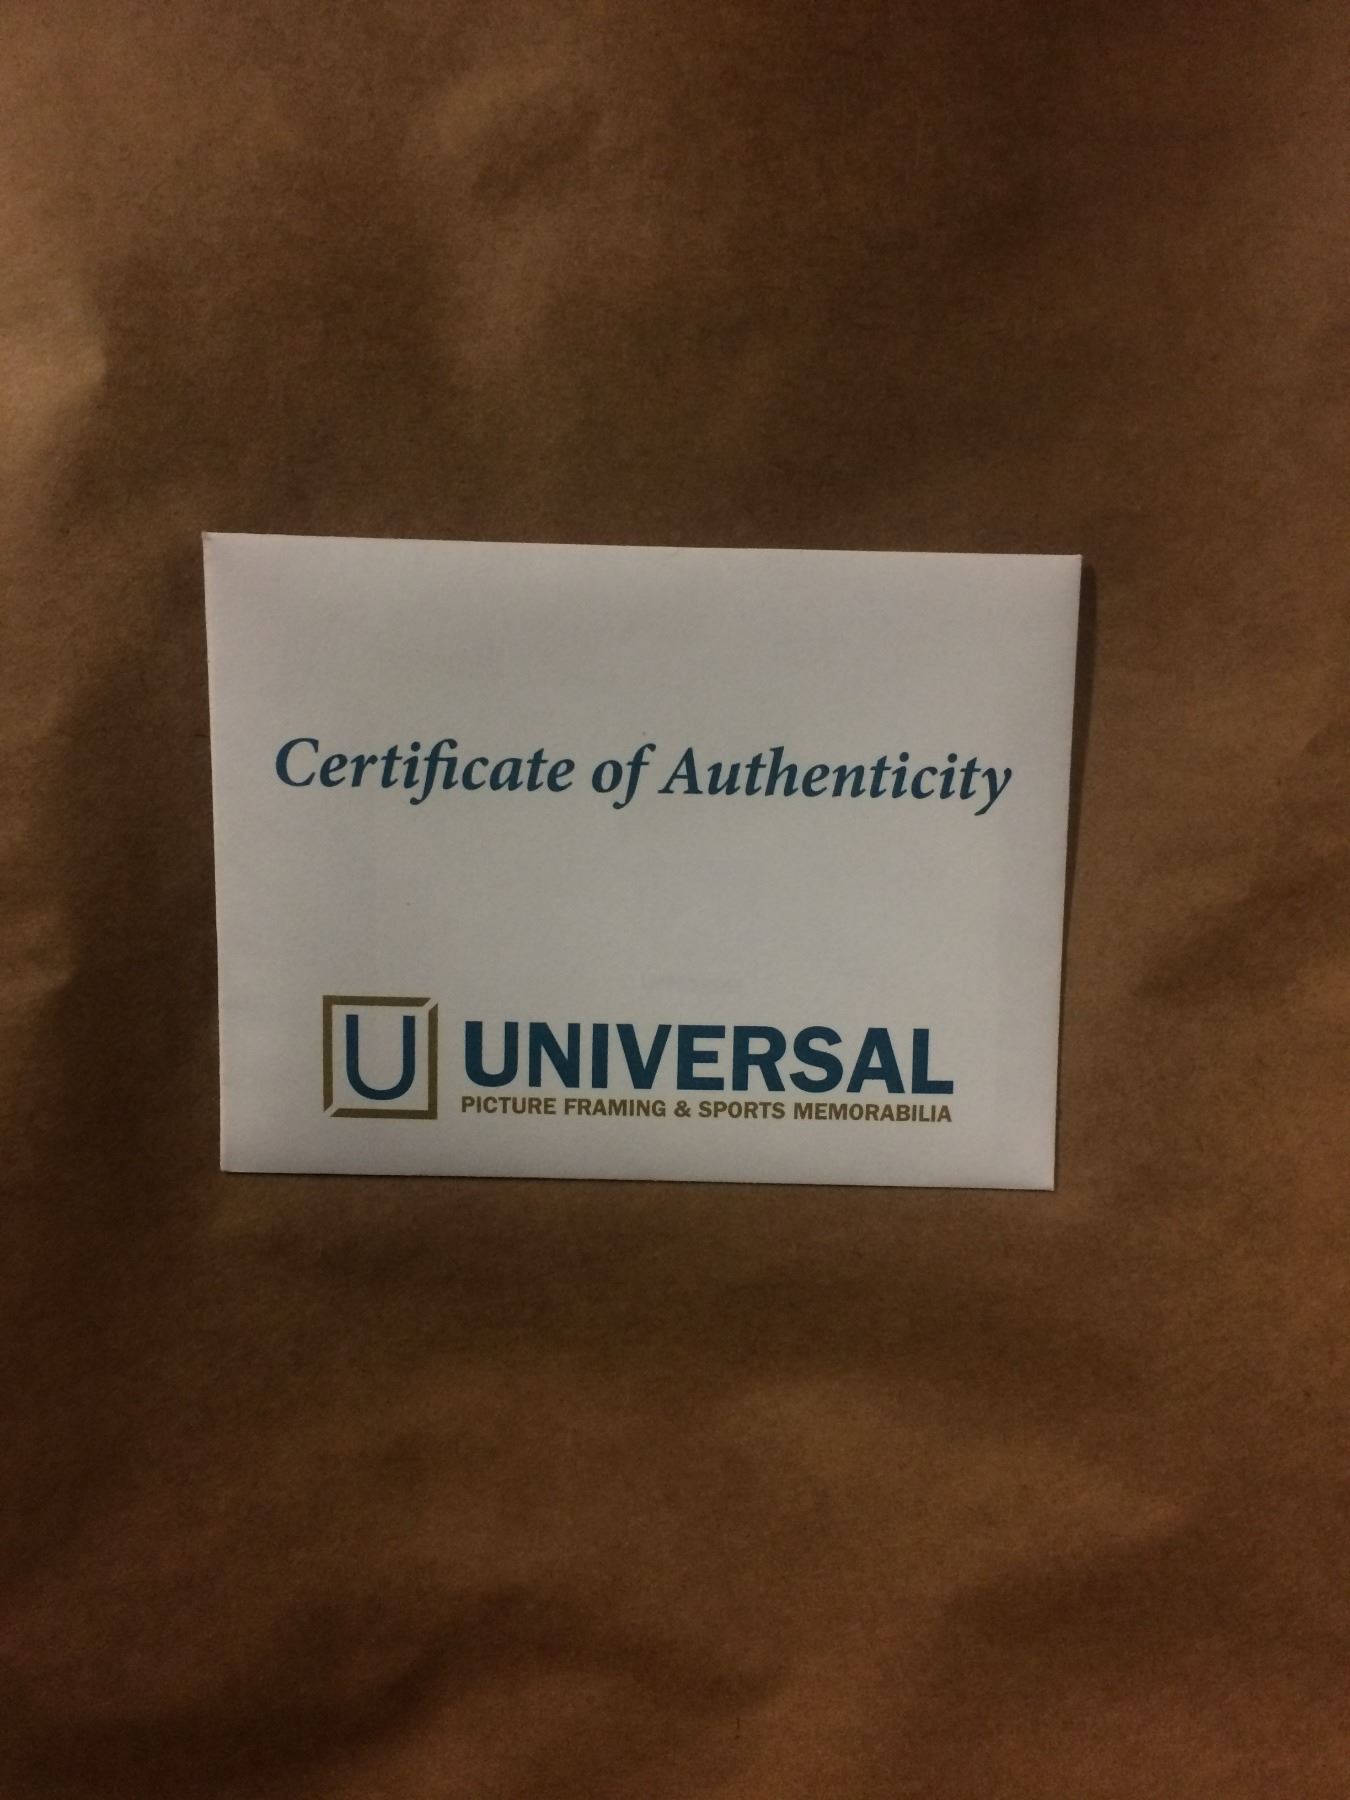 Certificate of Authenticity
U UNIVERSAL
PICTURE FRAMING & SPORTS MEMORABILIA